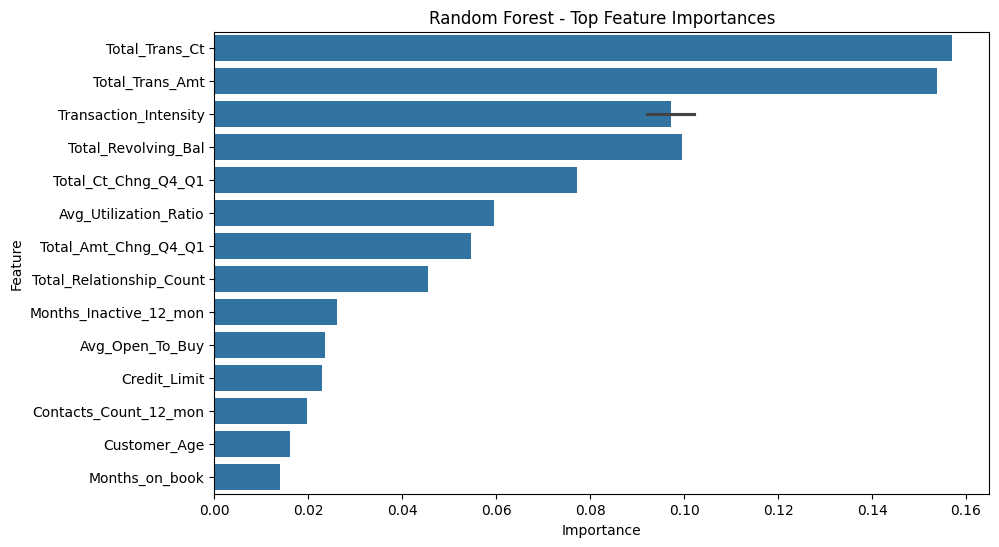 Random Forest - Top Feature Importances
Feature
Total_Trans_Ct
Total_Trans_Amt
Transaction_Intensity
Total_Revolving_Bal
Total_Ct_Chng_Q4_Q1
Avg_Utilization_Ratio
Total_Amt_Chng_Q4_Q1
Total_Relationship_Count
Months_Inactive_12_mon
Avg_Open_To_Buy
Credit_Limit
Contacts_Count_12_mon
Customer_Age
Months_on_book
0.00 0.02 0.04 0.06 0.08 0.10 0.12 0.14 0.16
Importance